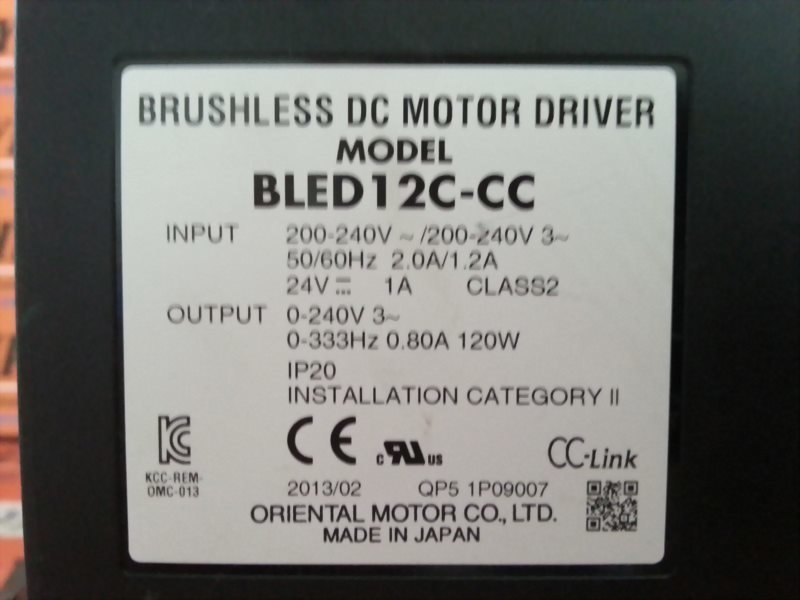 BRUSHLESS DC MOTOR DRIVER
MODEL
BLED12C-CC
INPUT 200-240V ~ /200-240V 3~
50/60Hz 2.0A/1.2A
24V ⎓ 1A CLASS2
OUTPUT 0-240V 3~
0-333Hz 0.80A 120W
IP20
INSTALLATION CATEGORY II
KC CE c RU us CC-Link
KCC-REM-
OMC-013
2013/02 QP5 1P09007
ORIENTAL MOTOR CO., LTD.
MADE IN JAPAN